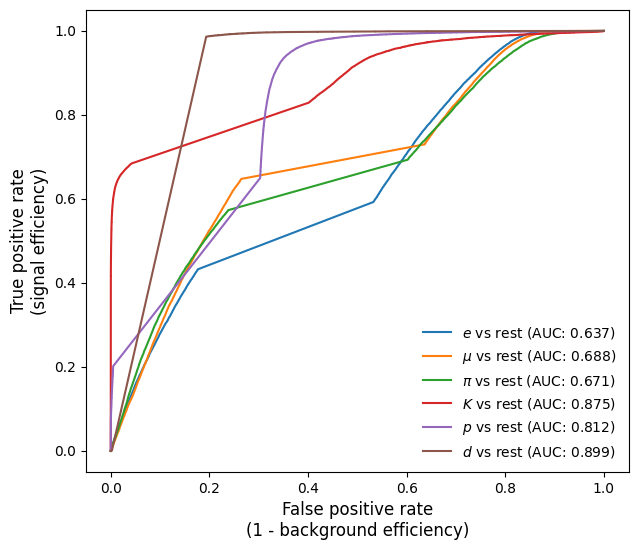 True positive rate
(signal efficiency)
1.0
0.8
0.6
0.4
0.2
0.0
e vs rest (AUC: 0.637)
μ vs rest (AUC: 0.688)
π vs rest (AUC: 0.671)
K vs rest (AUC: 0.875)
p vs rest (AUC: 0.812)
d vs rest (AUC: 0.899)
0.0 0.2 0.4 0.6 0.8 1.0
False positive rate
(1 - background efficiency)